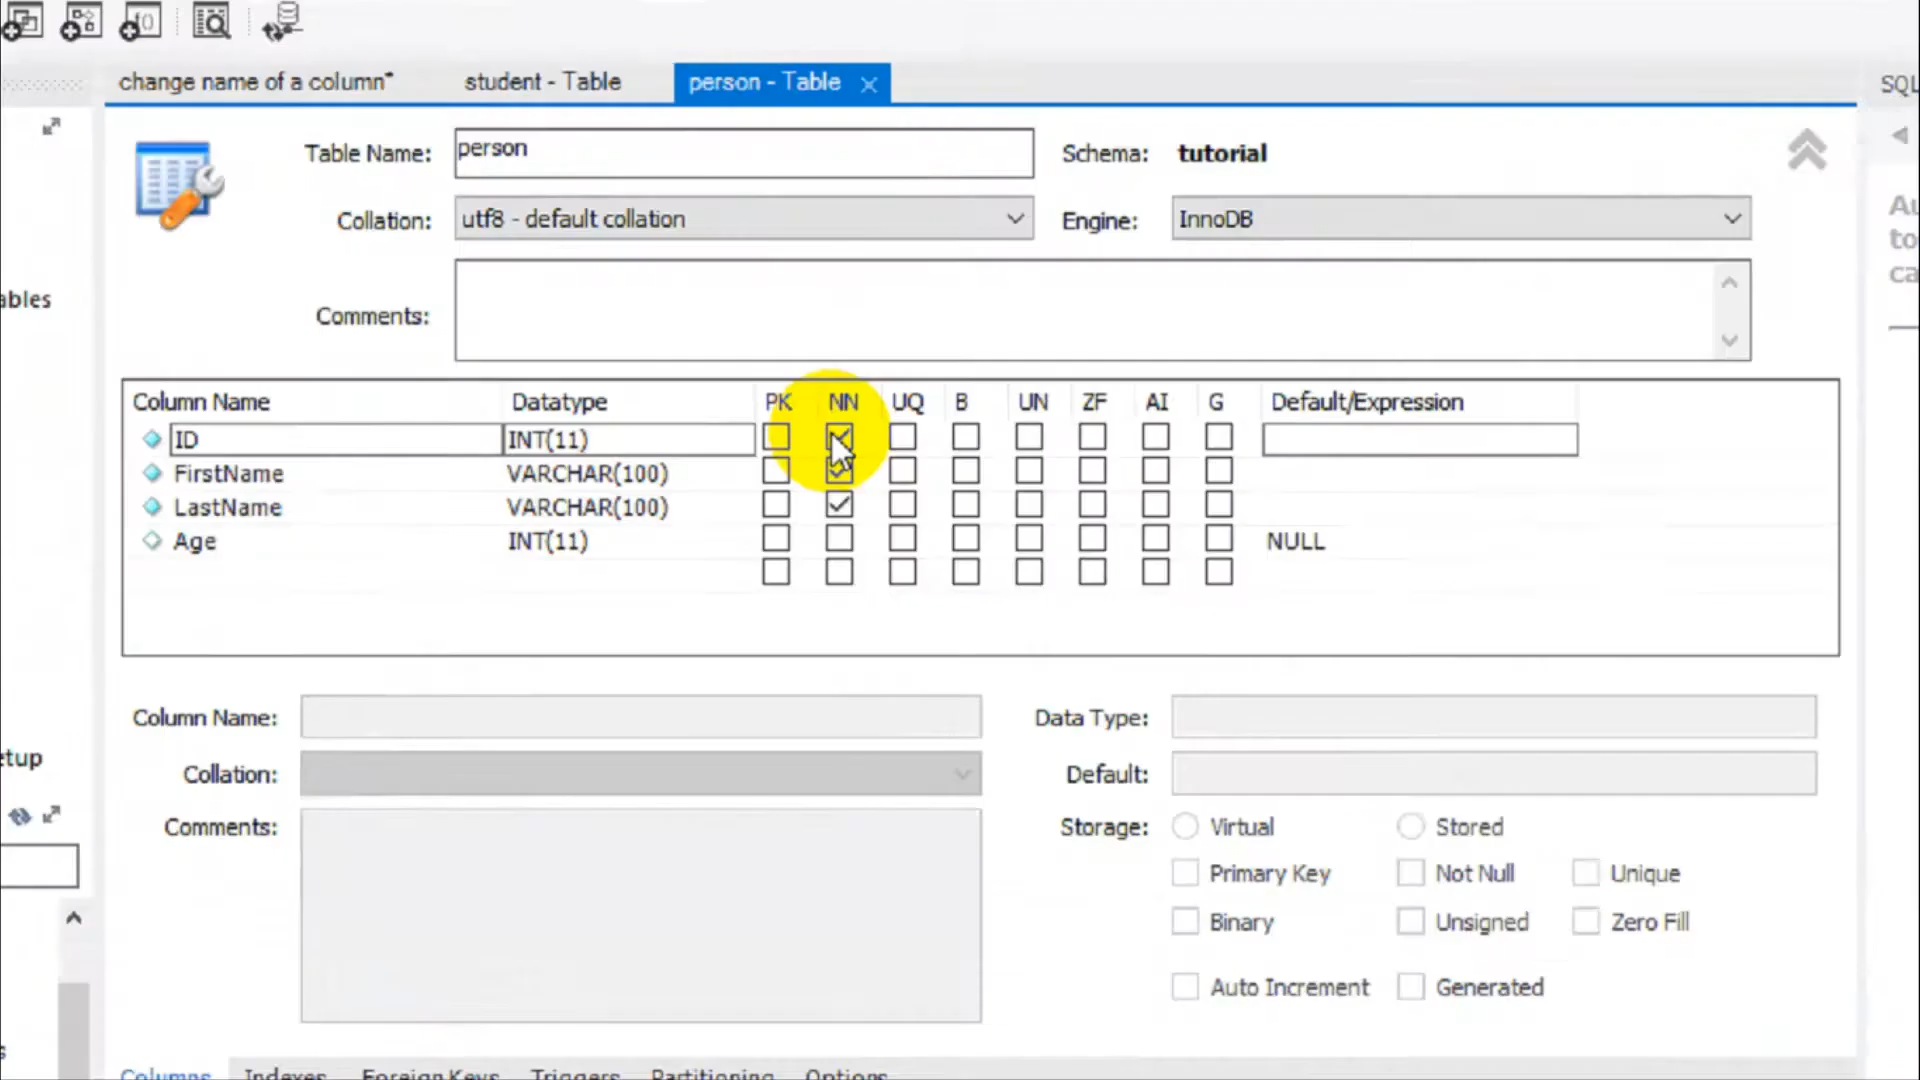 change name of a column* student - Table person - Table
SQL
Table Name: person Schema: tutorial
Collation: utf8 - default collation Engine: InnoDB
Au
to
ca
ables
Comments:
Column Name Datatype PK NN UQ B UN ZF AI G Default/Expression
ID INT(11)
FirstName VARCHAR(100)
LastName VARCHAR(100)
Age INT(11) NULL
Column Name: Data Type:
etup
Collation: Default:
Comments: Storage: Virtual Stored
Primary Key Not Null Unique
Binary Unsigned Zero Fill
Auto Increment Generated
s
Columns Indexes Foreign Keys Triggers Partitioning Options